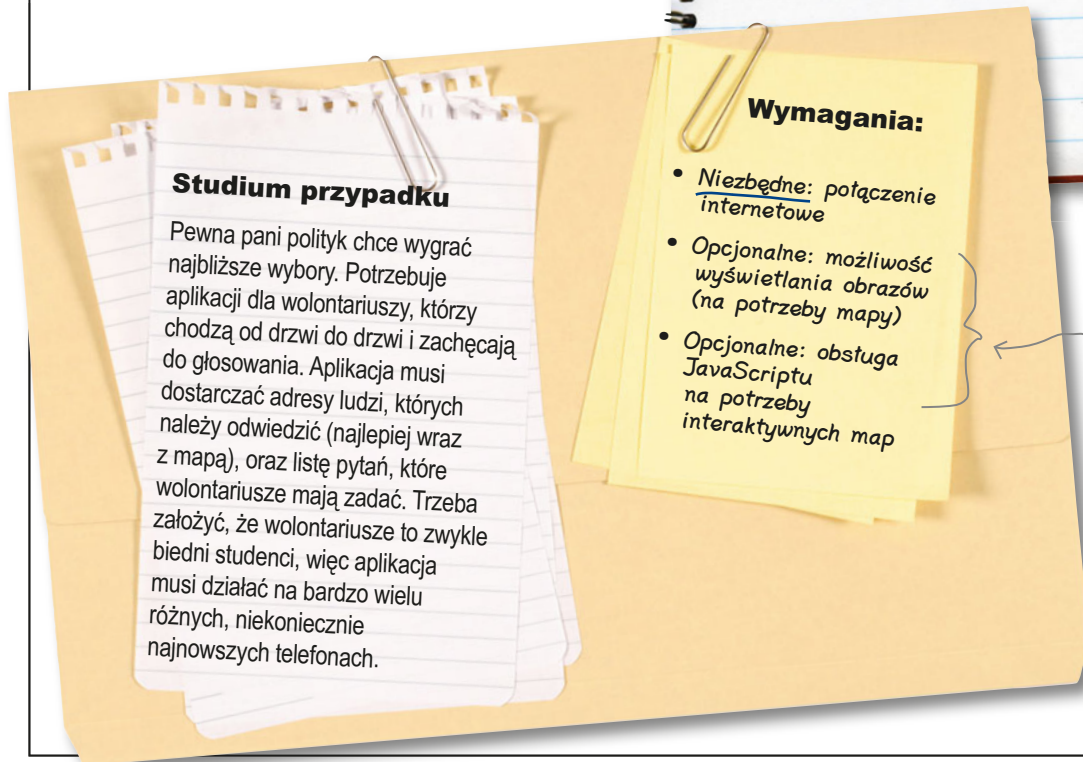 Studium przypadku
Pewna pani polityk chce wygrać
najbliższe wybory. Potrzebuje
aplikacji dla wolontariuszy, którzy
chodzą od drzwi do drzwi i zachęcają
do głosowania. Aplikacja musi
dostarczać adresy ludzi, których
należy odwiedzić (najlepiej wraz
z mapą), oraz listę pytań, które
wolontariusze mają zadać. Trzeba
założyć, że wolontariusze to zwykle
biedni studenci, więc aplikacja
musi działać na bardzo wielu
różnych, niekoniecznie
najnowszych telefonach.
Wymagania:
• Niezbędne: połączenie
internetowe
• Opcjonalne: możliwość
wyświetlania obrazów
(na potrzeby mapy)
• Opcjonalne: obsługa
JavaScriptu
na potrzeby
interaktywnych map